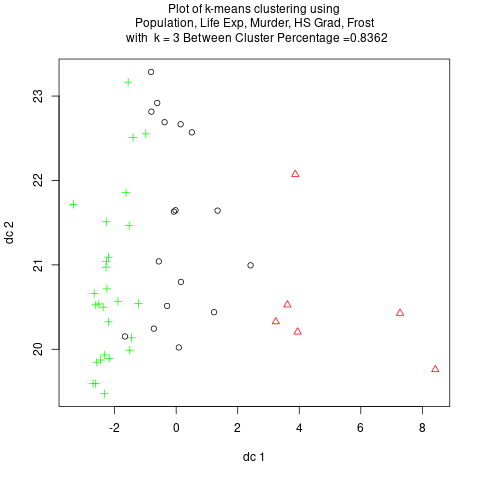 Plot of k-means clustering using
Population, Life Exp, Murder, HS Grad, Frost
with  k = 3 Between Cluster Percentage =0.8362
23
22
21
20
dc 2
-2 0 2 4 6 8
dc 1